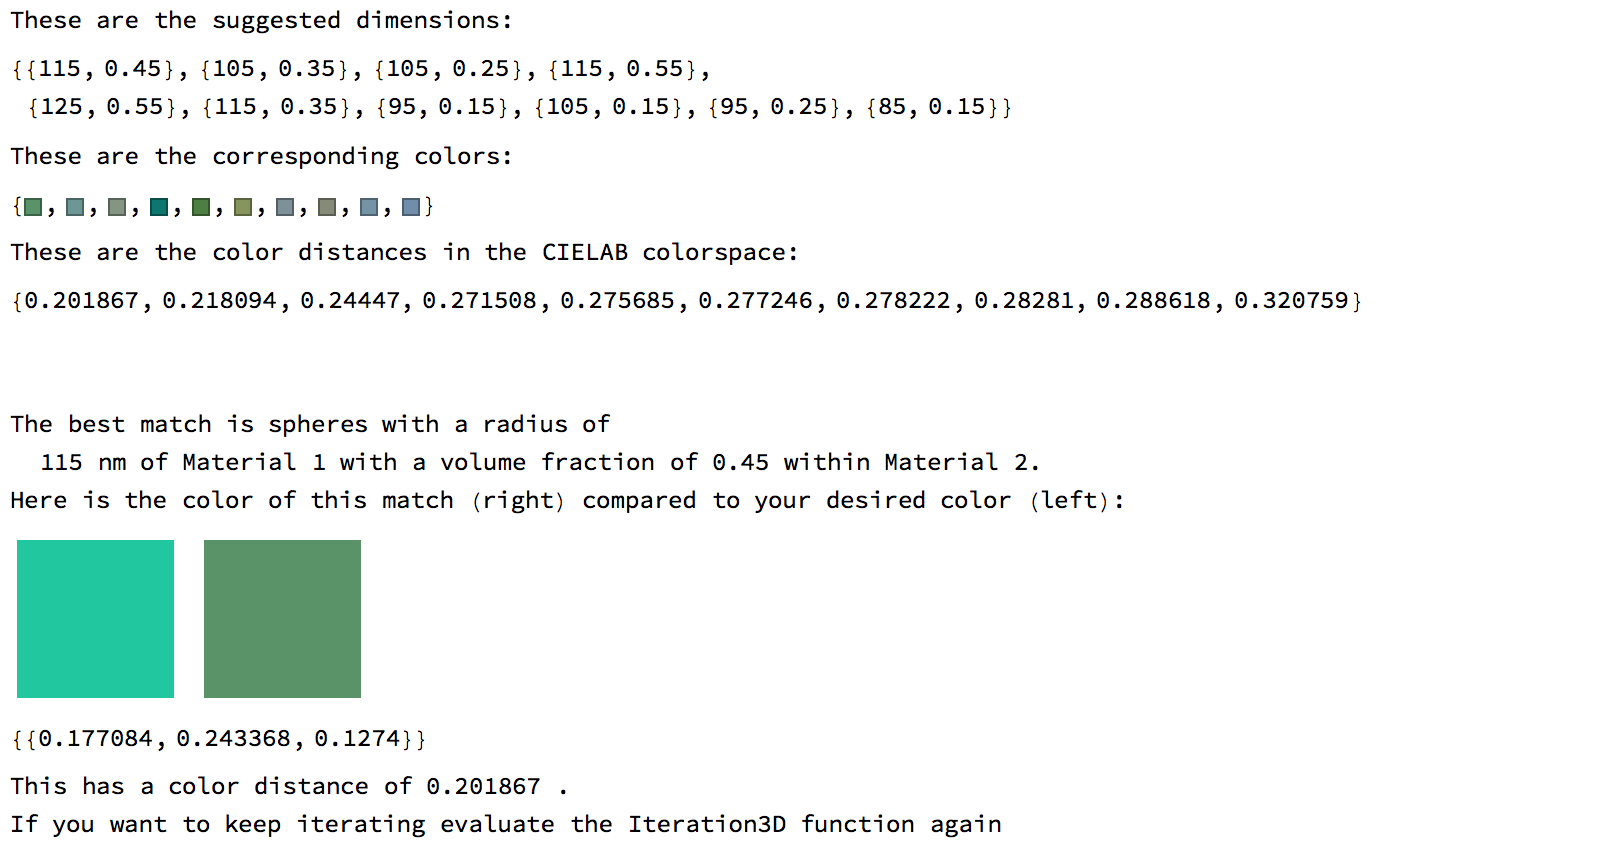 These are the suggested dimensions:
{{115, 0.45}, {105, 0.35}, {105, 0.25}, {115, 0.55},
{125, 0.55}, {115, 0.35}, {95, 0.15}, {105, 0.15}, {95, 0.25}, {85, 0.15}}
These are the corresponding colors:
{ , , , , , , , , , }
These are the color distances in the CIELAB colorspace:
{0.201867, 0.218094, 0.24447, 0.271508, 0.275685, 0.277246, 0.278222, 0.28281, 0.288618, 0.320759}
The best match is spheres with a radius of
115 nm of Material 1 with a volume fraction of 0.45 within Material 2.
Here is the color of this match (right) compared to your desired color (left):
{{0.177084, 0.243368, 0.1274}}
This has a color distance of 0.201867 .
If you want to keep iterating evaluate the Iteration3D function again